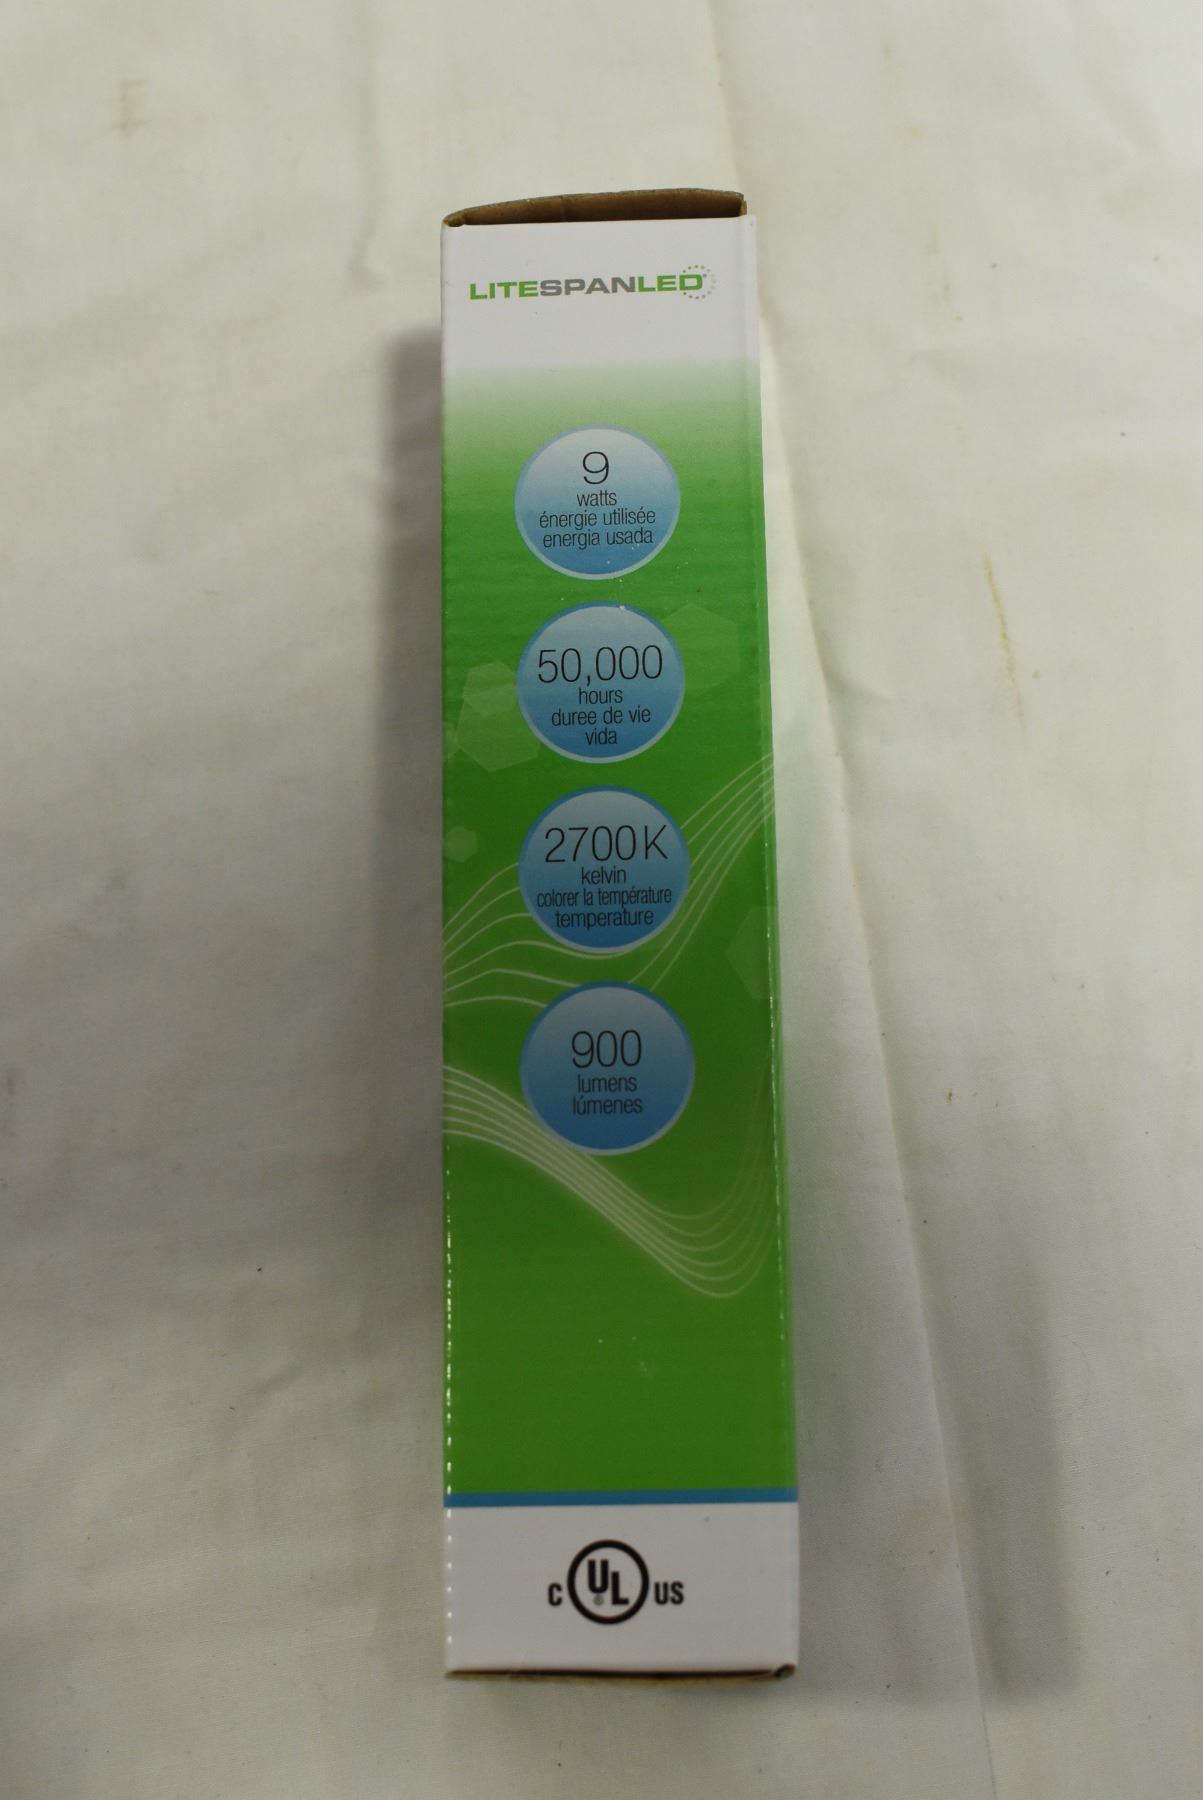 LITESPANLED
9
watts
énergie utilisée
energia usada
50,000
hours
duree de vie
vida
2700K
kelvin
colorer la température
temperature
900
lumens
lúmenes
C UL® US